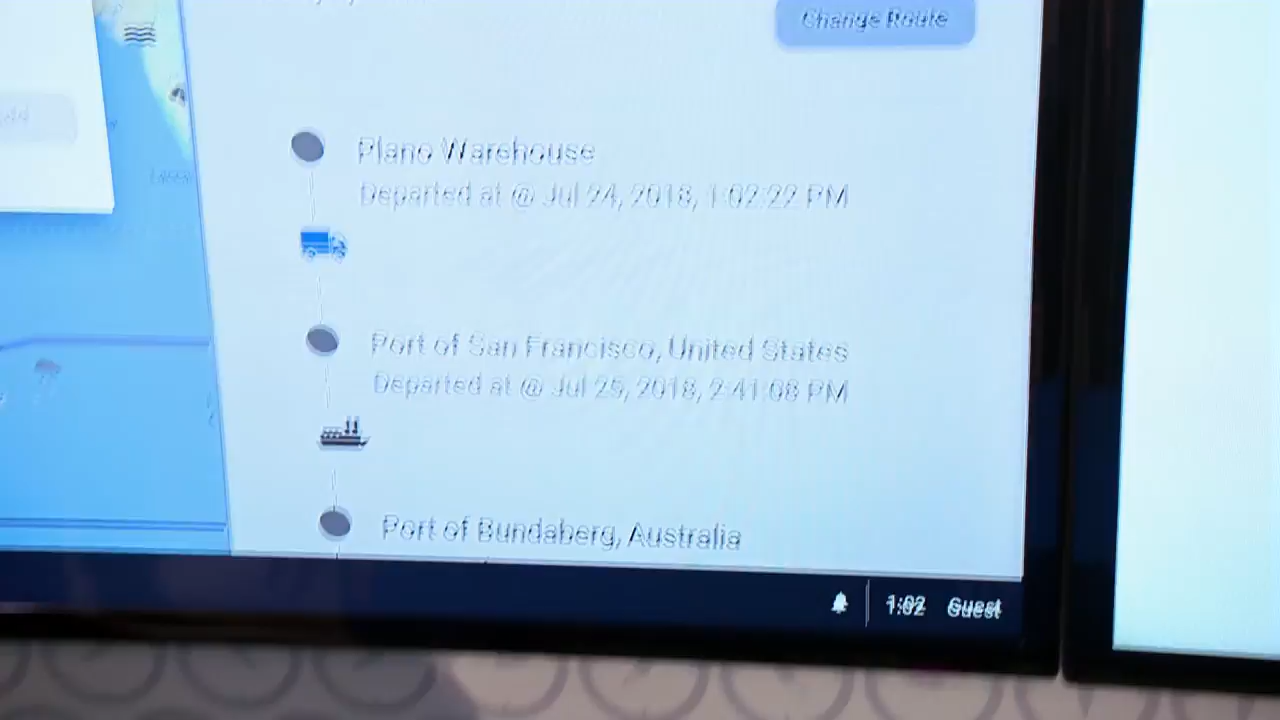 Change Route
Plano Warehouse
Departed at @ Jul 24, 2018, 1:02:22 PM
Port of San Francisco, United States
Departed at @ Jul 25, 2018, 2:41:08 PM
Port of Bundaberg, Australia
1:02 Guest